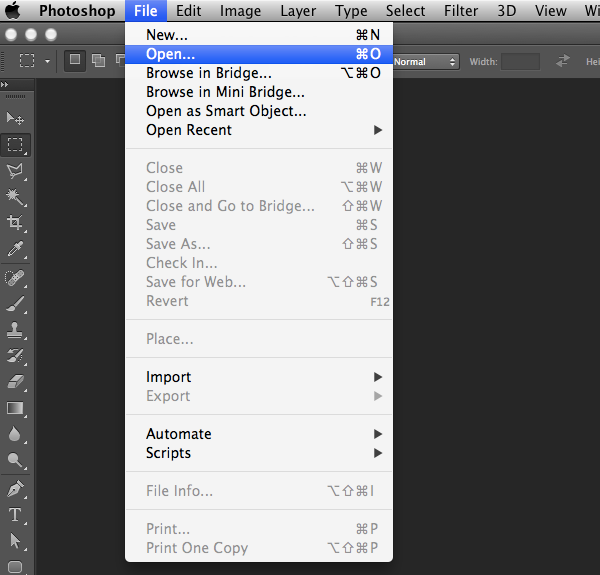 Photoshop File Edit Image Layer Type Select Filter 3D View Wi
Normal Width: Hei
New... ⌘N
Open... ⌘O
Browse in Bridge... ⌥⌘O
Browse in Mini Bridge...
Open as Smart Object...
Open Recent
Close ⌘W
Close All ⌥⌘W
Close and Go to Bridge... ⇧⌘W
Save ⌘S
Save As... ⇧⌘S
Check In...
Save for Web... ⌥⇧⌘S
Revert F12
Place...
Import
Export
Automate
Scripts
File Info... ⌥⇧⌘I
Print... ⌘P
Print One Copy ⌥⇧⌘P
T